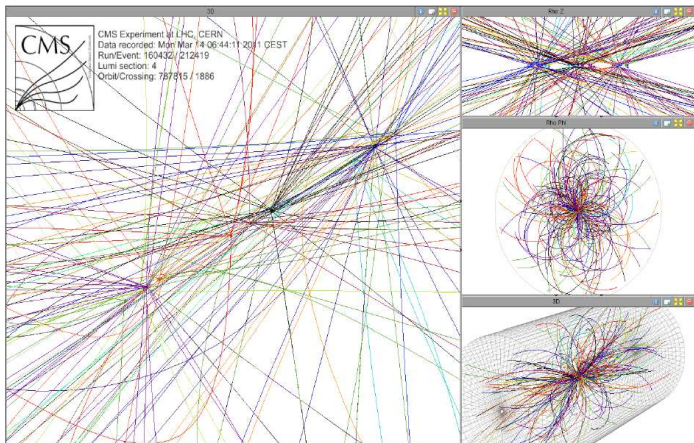 3D
CMS
CMS Experiment at LHC, CERN
Data recorded: Mon Mar 14 06:44:11 2011 CEST
Run/Event: 160432 / 212419
Lumi section: 4
Orbit/Crossing: 787815 / 1886
Rho Z
Rho Phi
3D